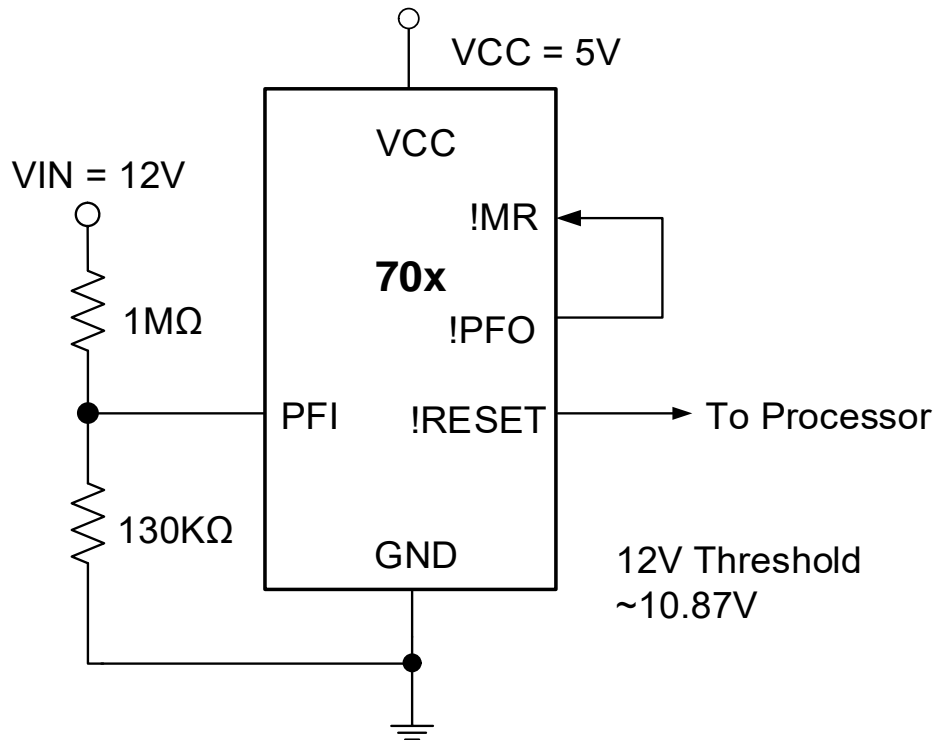 VCC = 5V
VCC
VIN = 12V
!MR
70x
1MΩ
!PFO
PFI
!RESET
To Processor
130KΩ
GND
12V Threshold
~10.87V